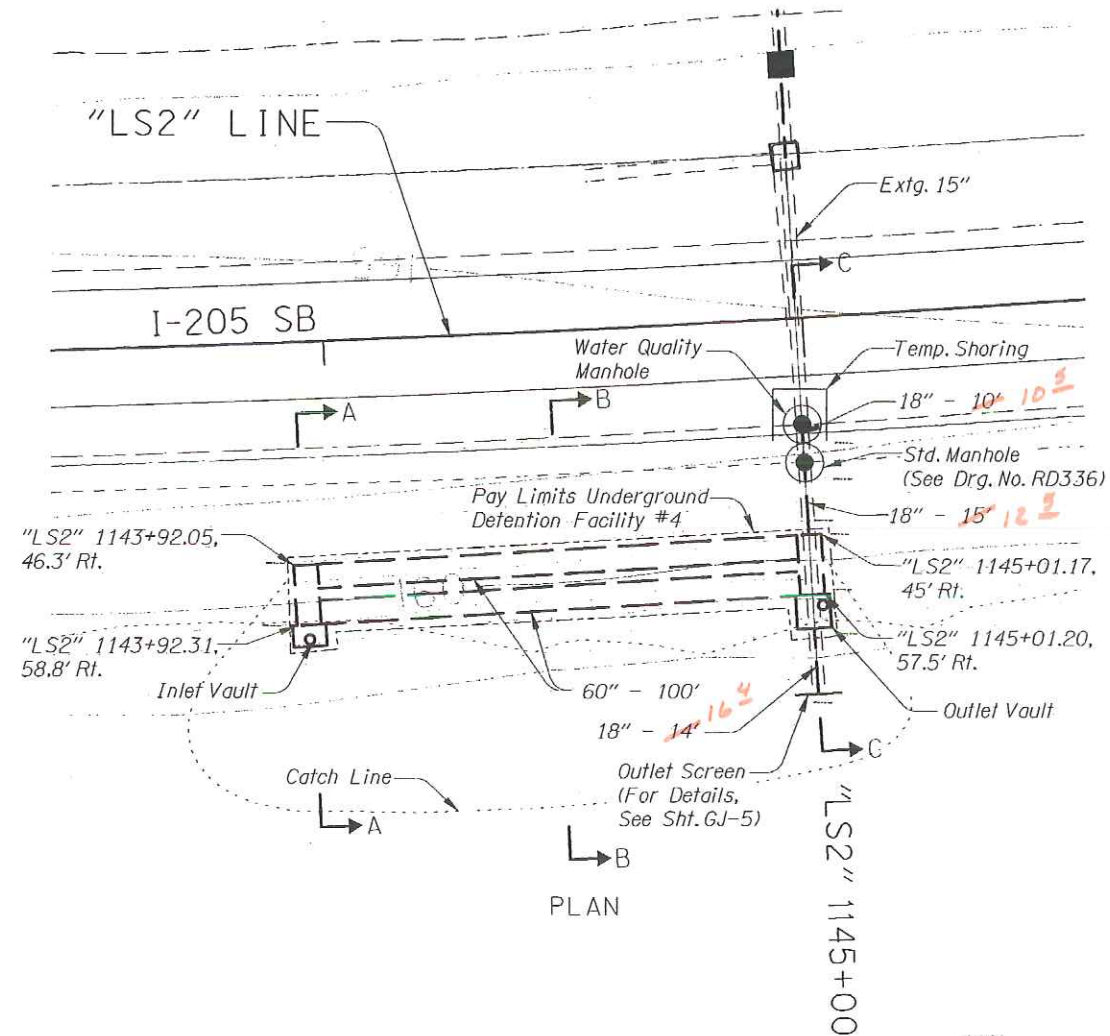 "LS2" LINE
Extg. 15"
C
I-205 SB
Water Quality
Manhole
Temp. Shoring
A
B
18" - 10' 10 5
Std. Manhole
(See Drg. No. RD336)
Pay Limits Underground
Detention Facility #4
18" - 15' 12 5
"LS2" 1143+92.05,
46.3' Rt.
"LS2" 1145+01.17,
45' Rt.
"LS2" 1143+92.31,
58.8' Rt.
"LS2" 1145+01.20,
57.5' Rt.
Inlet Vault
60" - 100'
18" - 14' 16 4
Outlet Vault
C
Catch Line
Outlet Screen
(For Details,
See Sht. GJ-5)
A
B
PLAN
"LS2" 1145+00